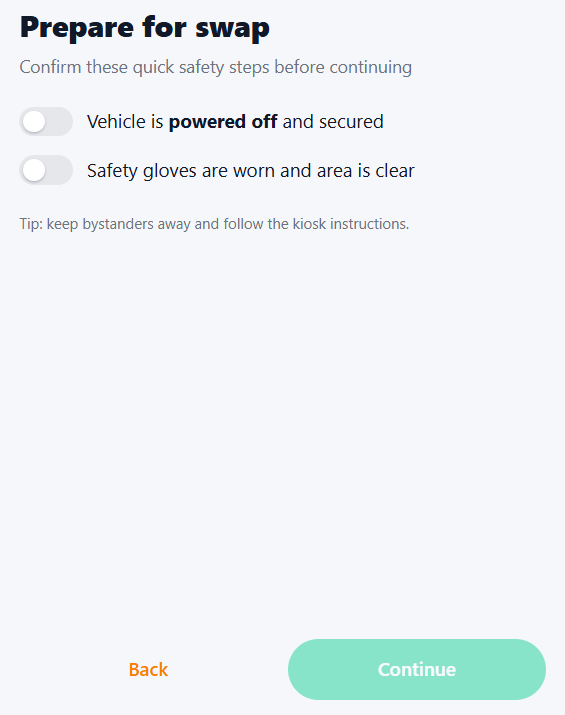 Prepare for swap
Confirm these quick safety steps before continuing
Vehicle is powered off and secured
Safety gloves are worn and area is clear
Tip: keep bystanders away and follow the kiosk instructions.
Back
Continue